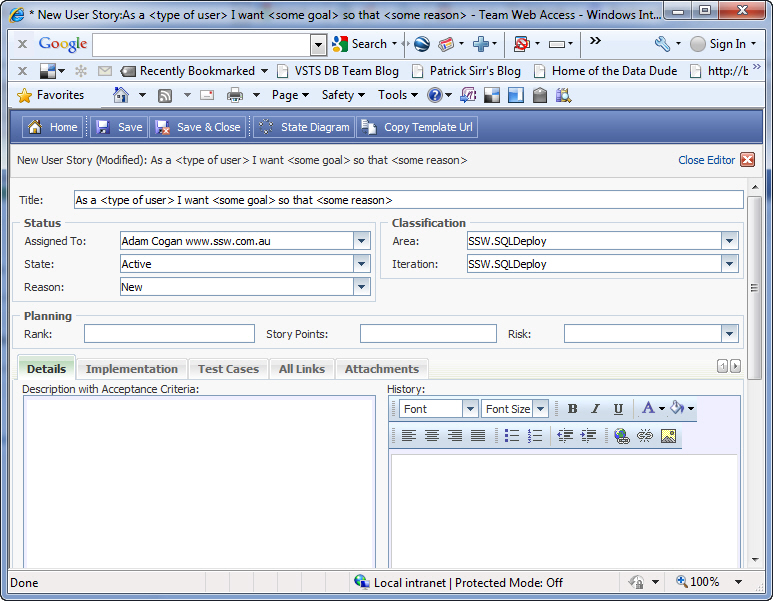 * New User Story:As a <type of user> I want <some goal> so that <some reason> - Team Web Access - Windows Int...
x Google Search Sign In
x Recently Bookmarked VSTS DB Team Blog Patrick Sirr's Blog Home of the Data Dude http://b
Favorites Page Safety Tools
Home Save Save & Close State Diagram Copy Template Url
New User Story (Modified): As a <type of user> I want <some goal> so that <some reason> Close Editor
Title: As a <type of user> I want <some goal> so that <some reason>
Status Classification
Assigned To: Adam Cogan www.ssw.com.au Area: SSW.SQLDeploy
State: Active Iteration: SSW.SQLDeploy
Reason: New
Planning
Rank: Story Points: Risk:
Details Implementation Test Cases All Links Attachments
Description with Acceptance Criteria: History:
Font Font Size B I U A
Done Local intranet | Protected Mode: Off 100%